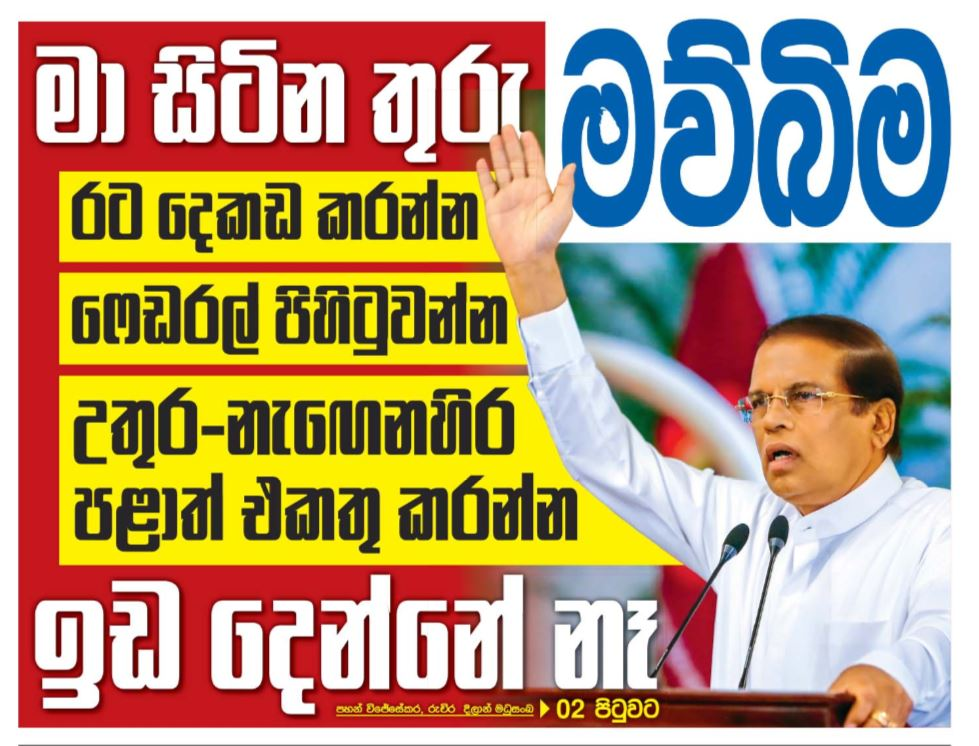 මා සිටින තුරු
මව්බිම
රට දෙකඩ කරන්න
ෆෙඩරල් පිහිටුවන්න
උතුර-නැඟෙනහිර
පළාත් එකතු කරන්න
ඉඩ දෙන්නේ නෑ
පහන් විජේසේකර, රුචිර දිලාන් මධුසංඛ 02 පිටුවට